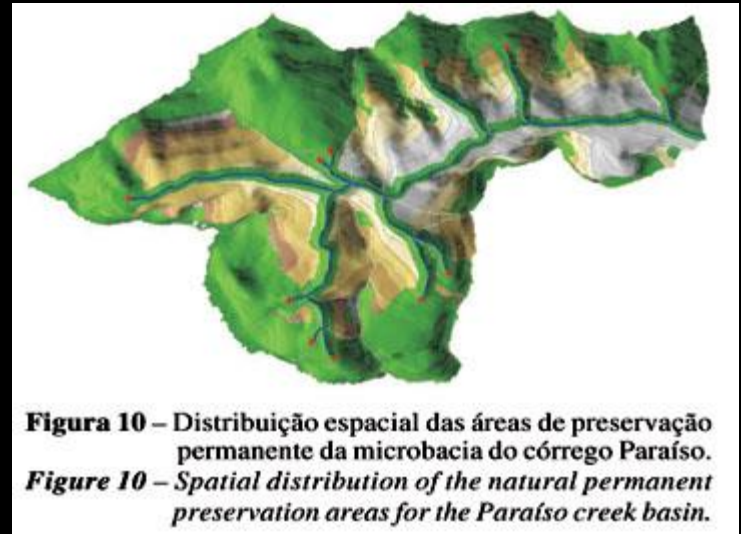 Figura 10 – Distribuição espacial das áreas de preservação
permanente da microbacia do córrego Paraíso.
Figure 10 – Spatial distribution of the natural permanent
preservation areas for the Paraíso creek basin.